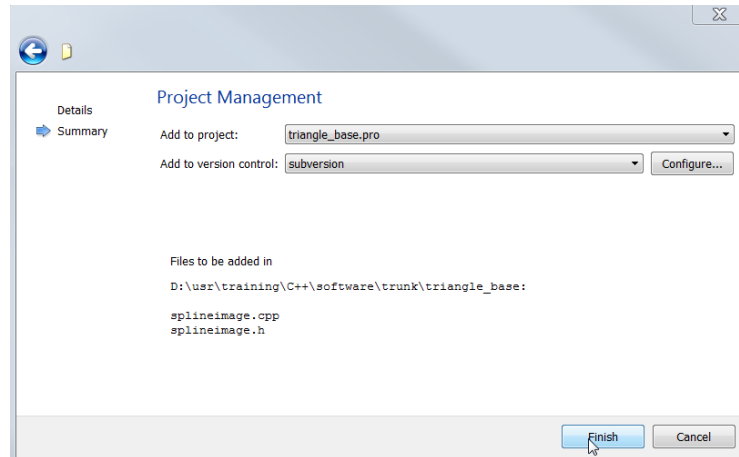 Details
Summary
Project Management
Add to project: triangle_base.pro
Add to version control: subversion Configure...
Files to be added in
D:\usr\training\C++\software\trunk\triangle_base:
splineimage.cpp
splineimage.h
Finish Cancel